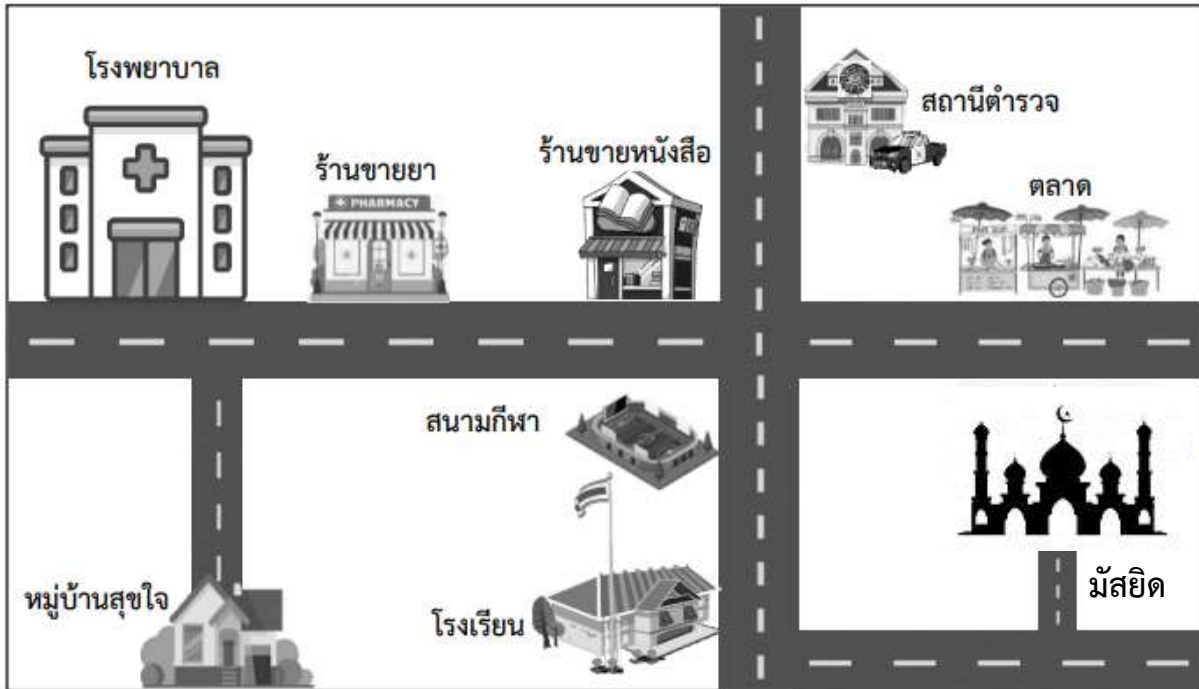 โรงพยาบาล
สถานีตำรวจ
ร้านขายหนังสือ
ร้านขายยา
ตลาด
PHARMACY
สนามกีฬา
มัสยิด
หมู่บ้านสุขใจ
โรงเรียน